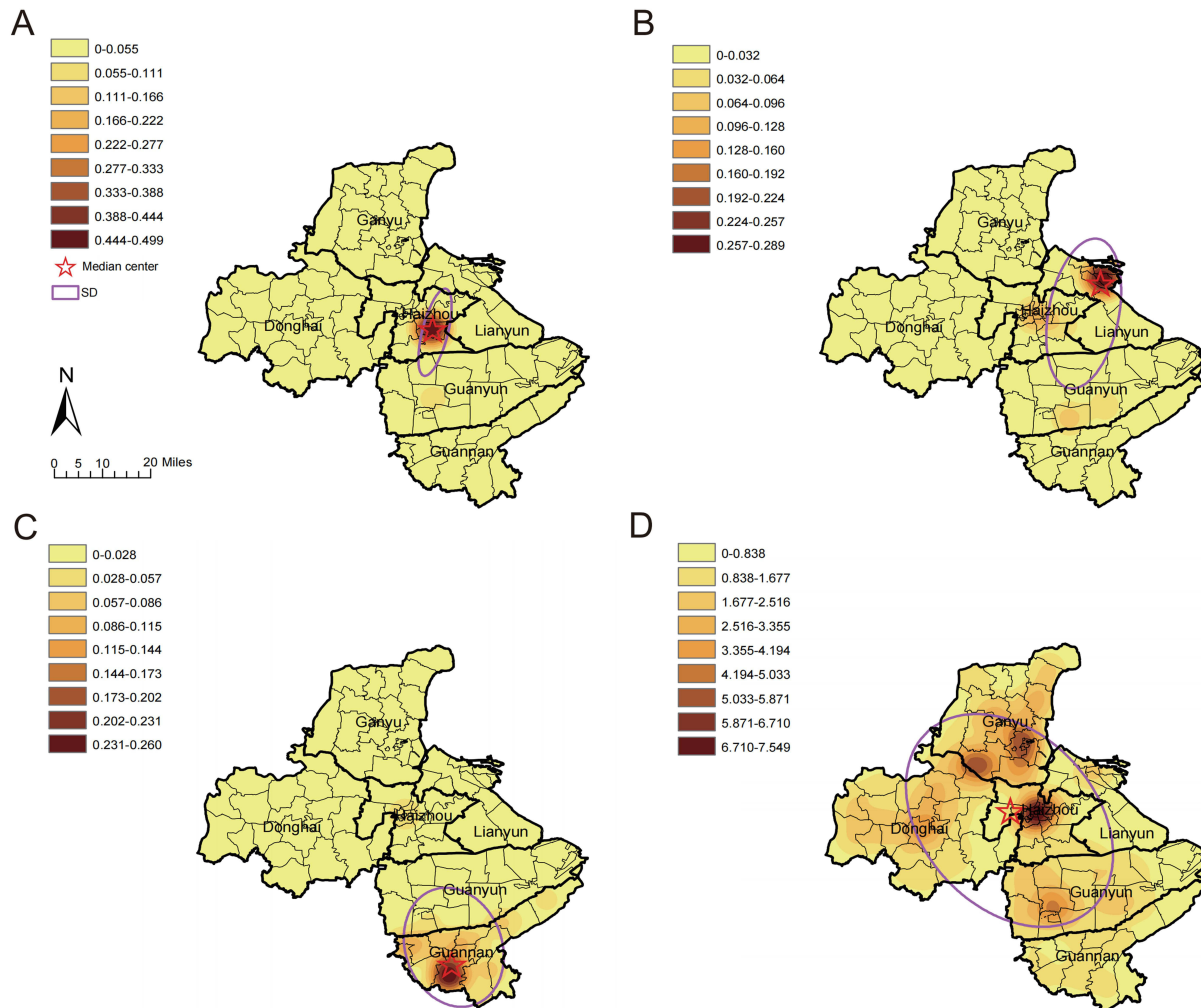 A
0-0.055
0.055-0.111
0.111-0.166
0.166-0.222
0.222-0.277
0.277-0.333
0.333-0.388
0.388-0.444
0.444-0.499
Median center
SD
Ganyu
Haizhou
Donghai
Lianyun
Guanyun
Guannan
N
0 5 10 20 Miles
B
0-0.032
0.032-0.064
0.064-0.096
0.096-0.128
0.128-0.160
0.160-0.192
0.192-0.224
0.224-0.257
0.257-0.289
Ganyu
Haizhou
Donghai
Lianyun
Guanyun
Guannan
C
0-0.028
0.028-0.057
0.057-0.086
0.086-0.115
0.115-0.144
0.144-0.173
0.173-0.202
0.202-0.231
0.231-0.260
Ganyu
Haizhou
Donghai
Lianyun
Guanyun
Guannan
D
0-0.838
0.838-1.677
1.677-2.516
2.516-3.355
3.355-4.194
4.194-5.033
5.033-5.871
5.871-6.710
6.710-7.549
Ganyu
Haizhou
Donghai
Lianyun
Guanyun
Guannan